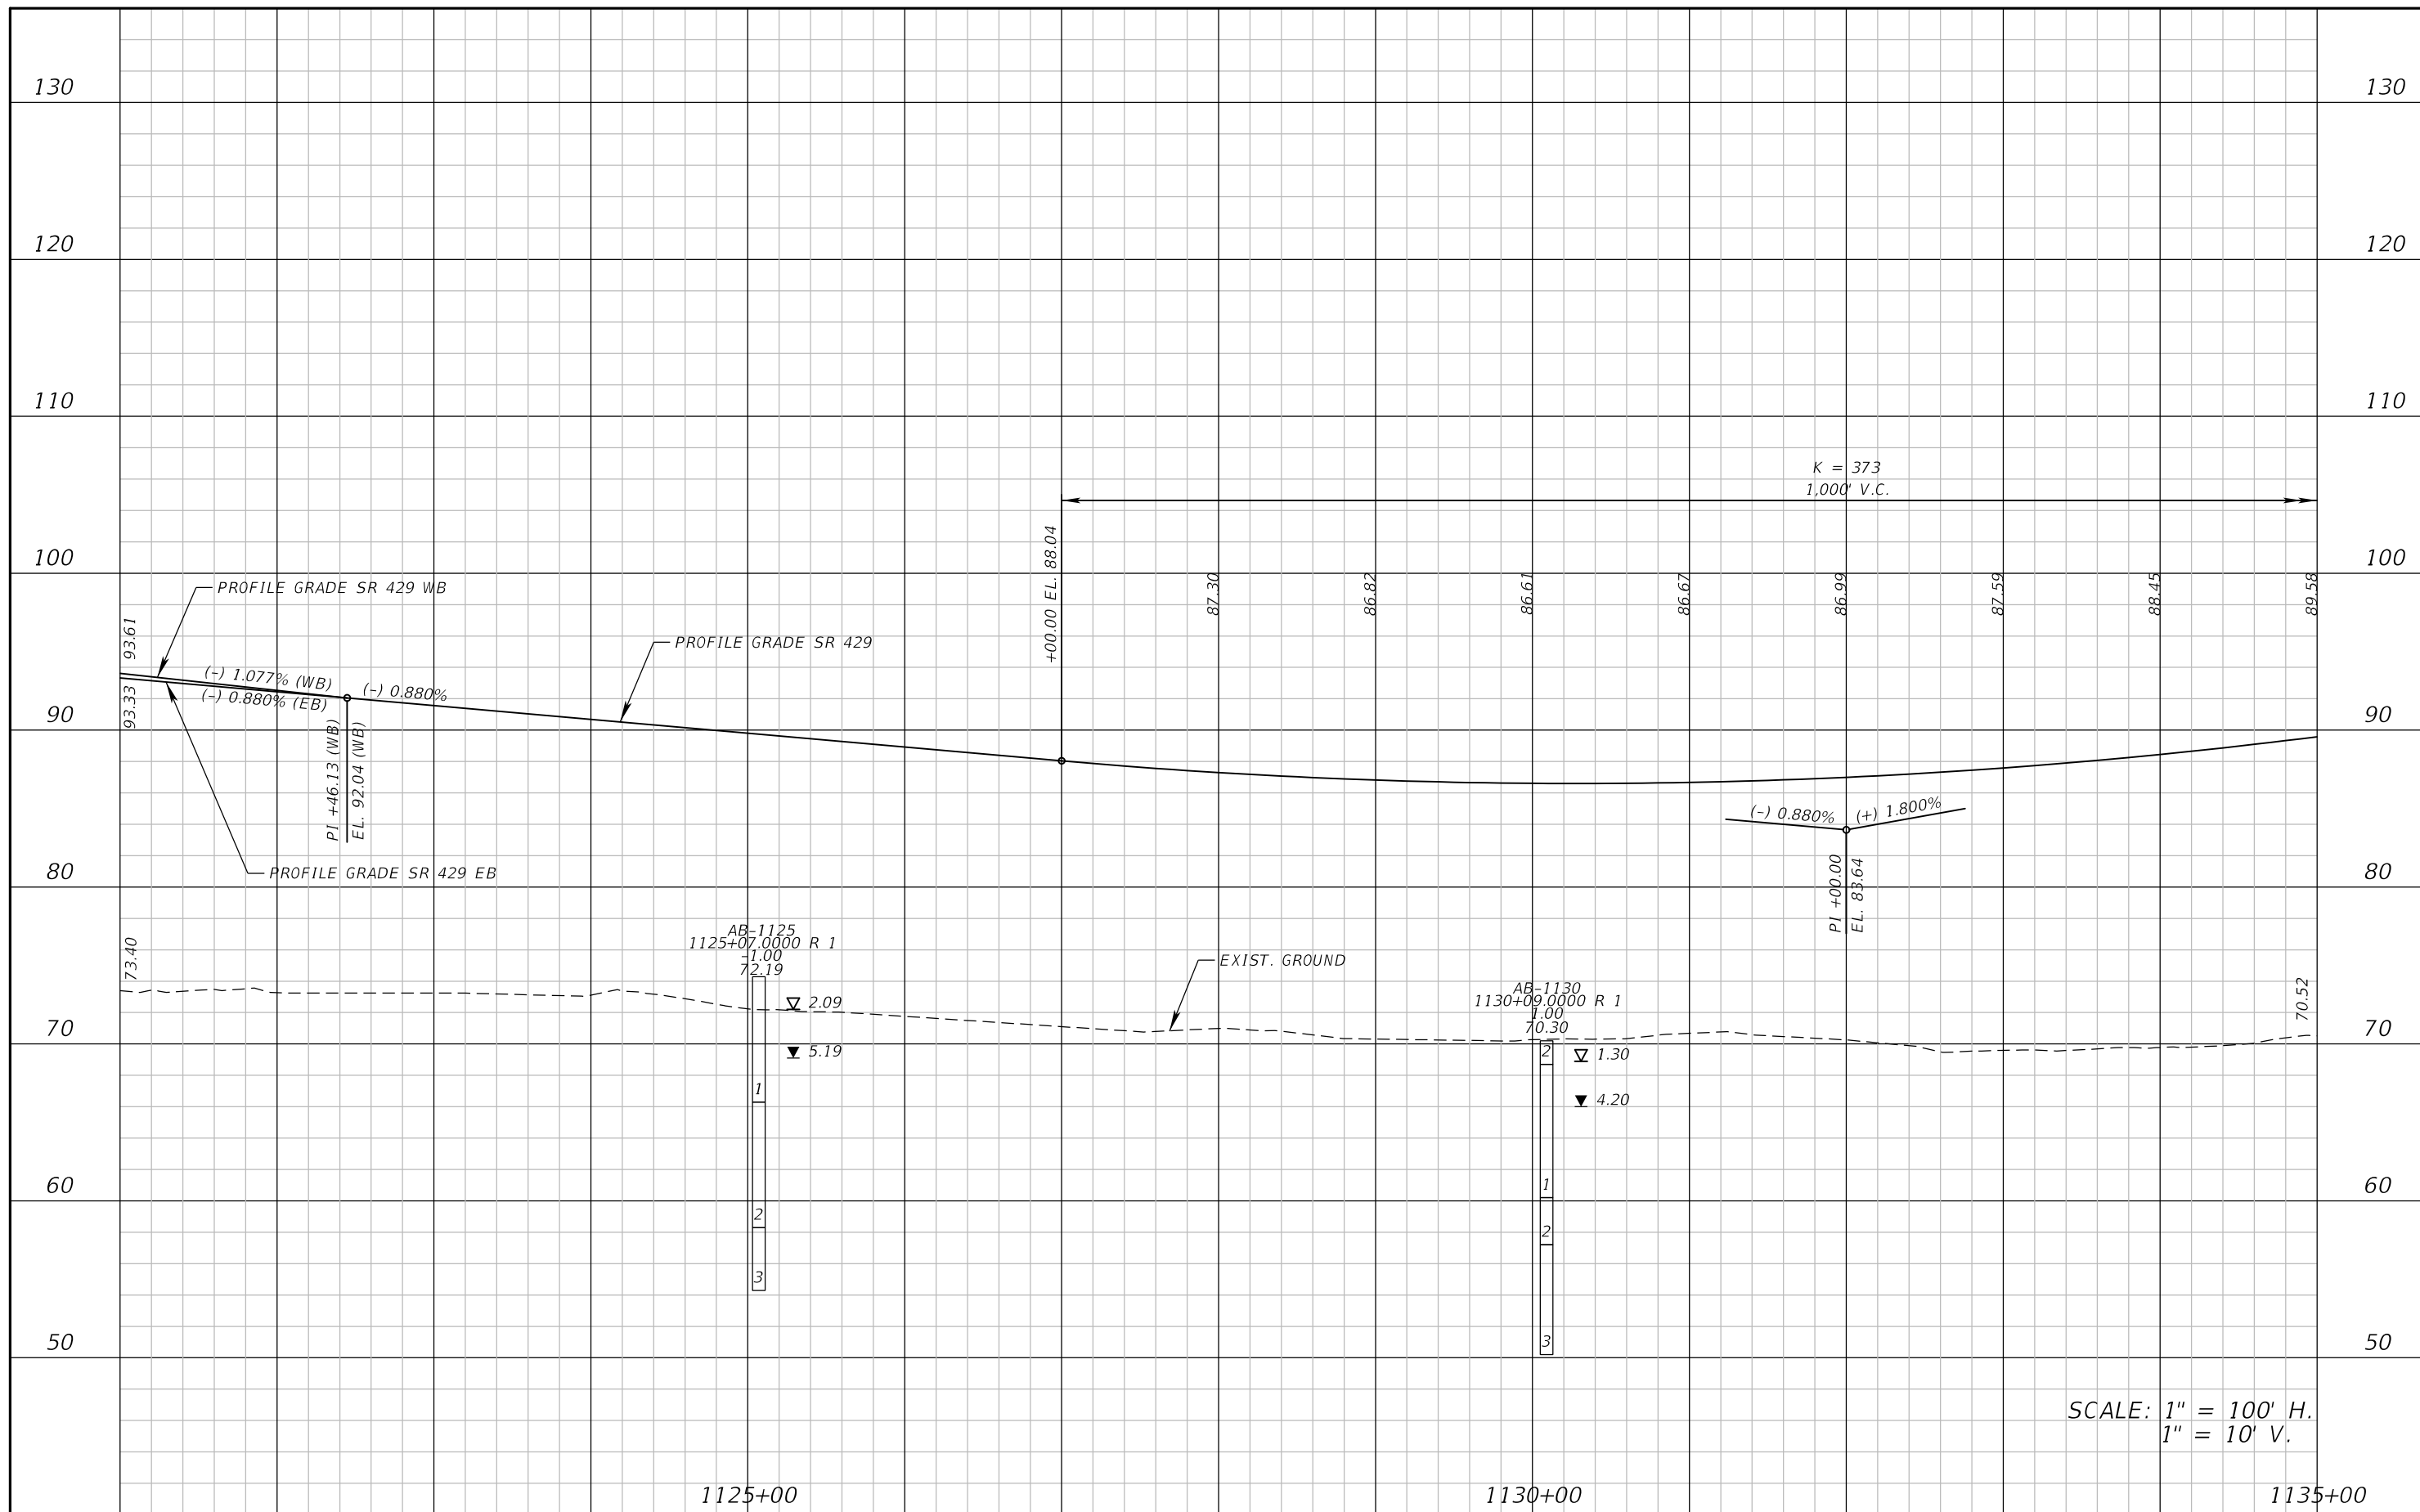 130
130
120
120
110
110
K = 373
1,000' V.C.
100
100
+00.00 EL. 88.04
87.30
86.82
86.61
86.67
86.99
87.59
88.45
89.58
PROFILE GRADE SR 429 WB
93.61
PROFILE GRADE SR 429
(-) 1.077% (WB)
(-) 0.880% (EB)
(-) 0.880%
93.33
90
90
PI +46.13 (WB)
EL. 92.04 (WB)
(-) 0.880%
(+) 1.800%
PROFILE GRADE SR 429 EB
80
80
PI +00.00
EL. 83.64
73.40
AB-1125
1125+07.0000 R 1
-1.00
72.19
EXIST. GROUND
AB-1130
1130+09.0000 R 1
1.00
70.30
70.52
2.09
70
70
5.19
2
1.30
1
4.20
60
1
60
2
2
3
50
3
50
SCALE: 1" = 100' H.
1" = 10' V.
1125+00
1130+00
1135+00